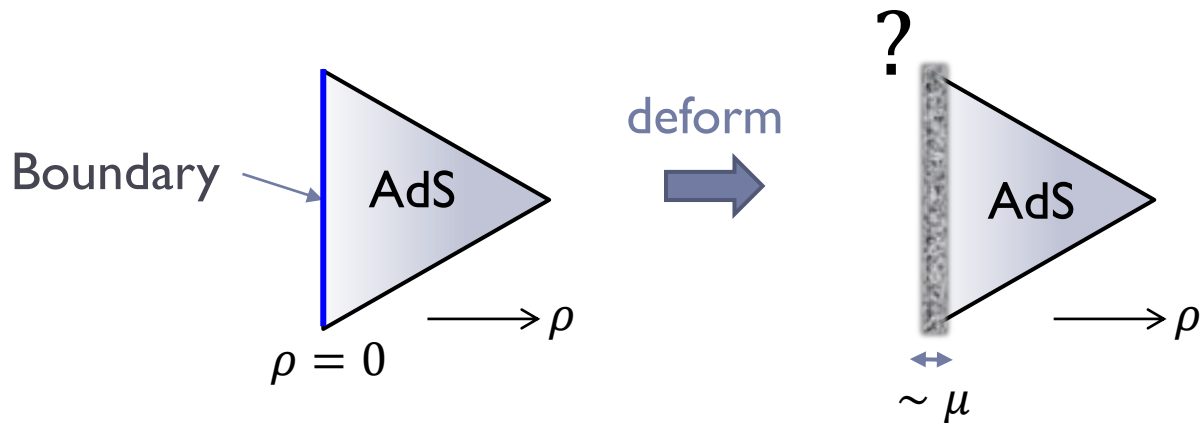 Boundary
AdS
ρ
ρ = 0
deform
?
AdS
ρ
~ μ